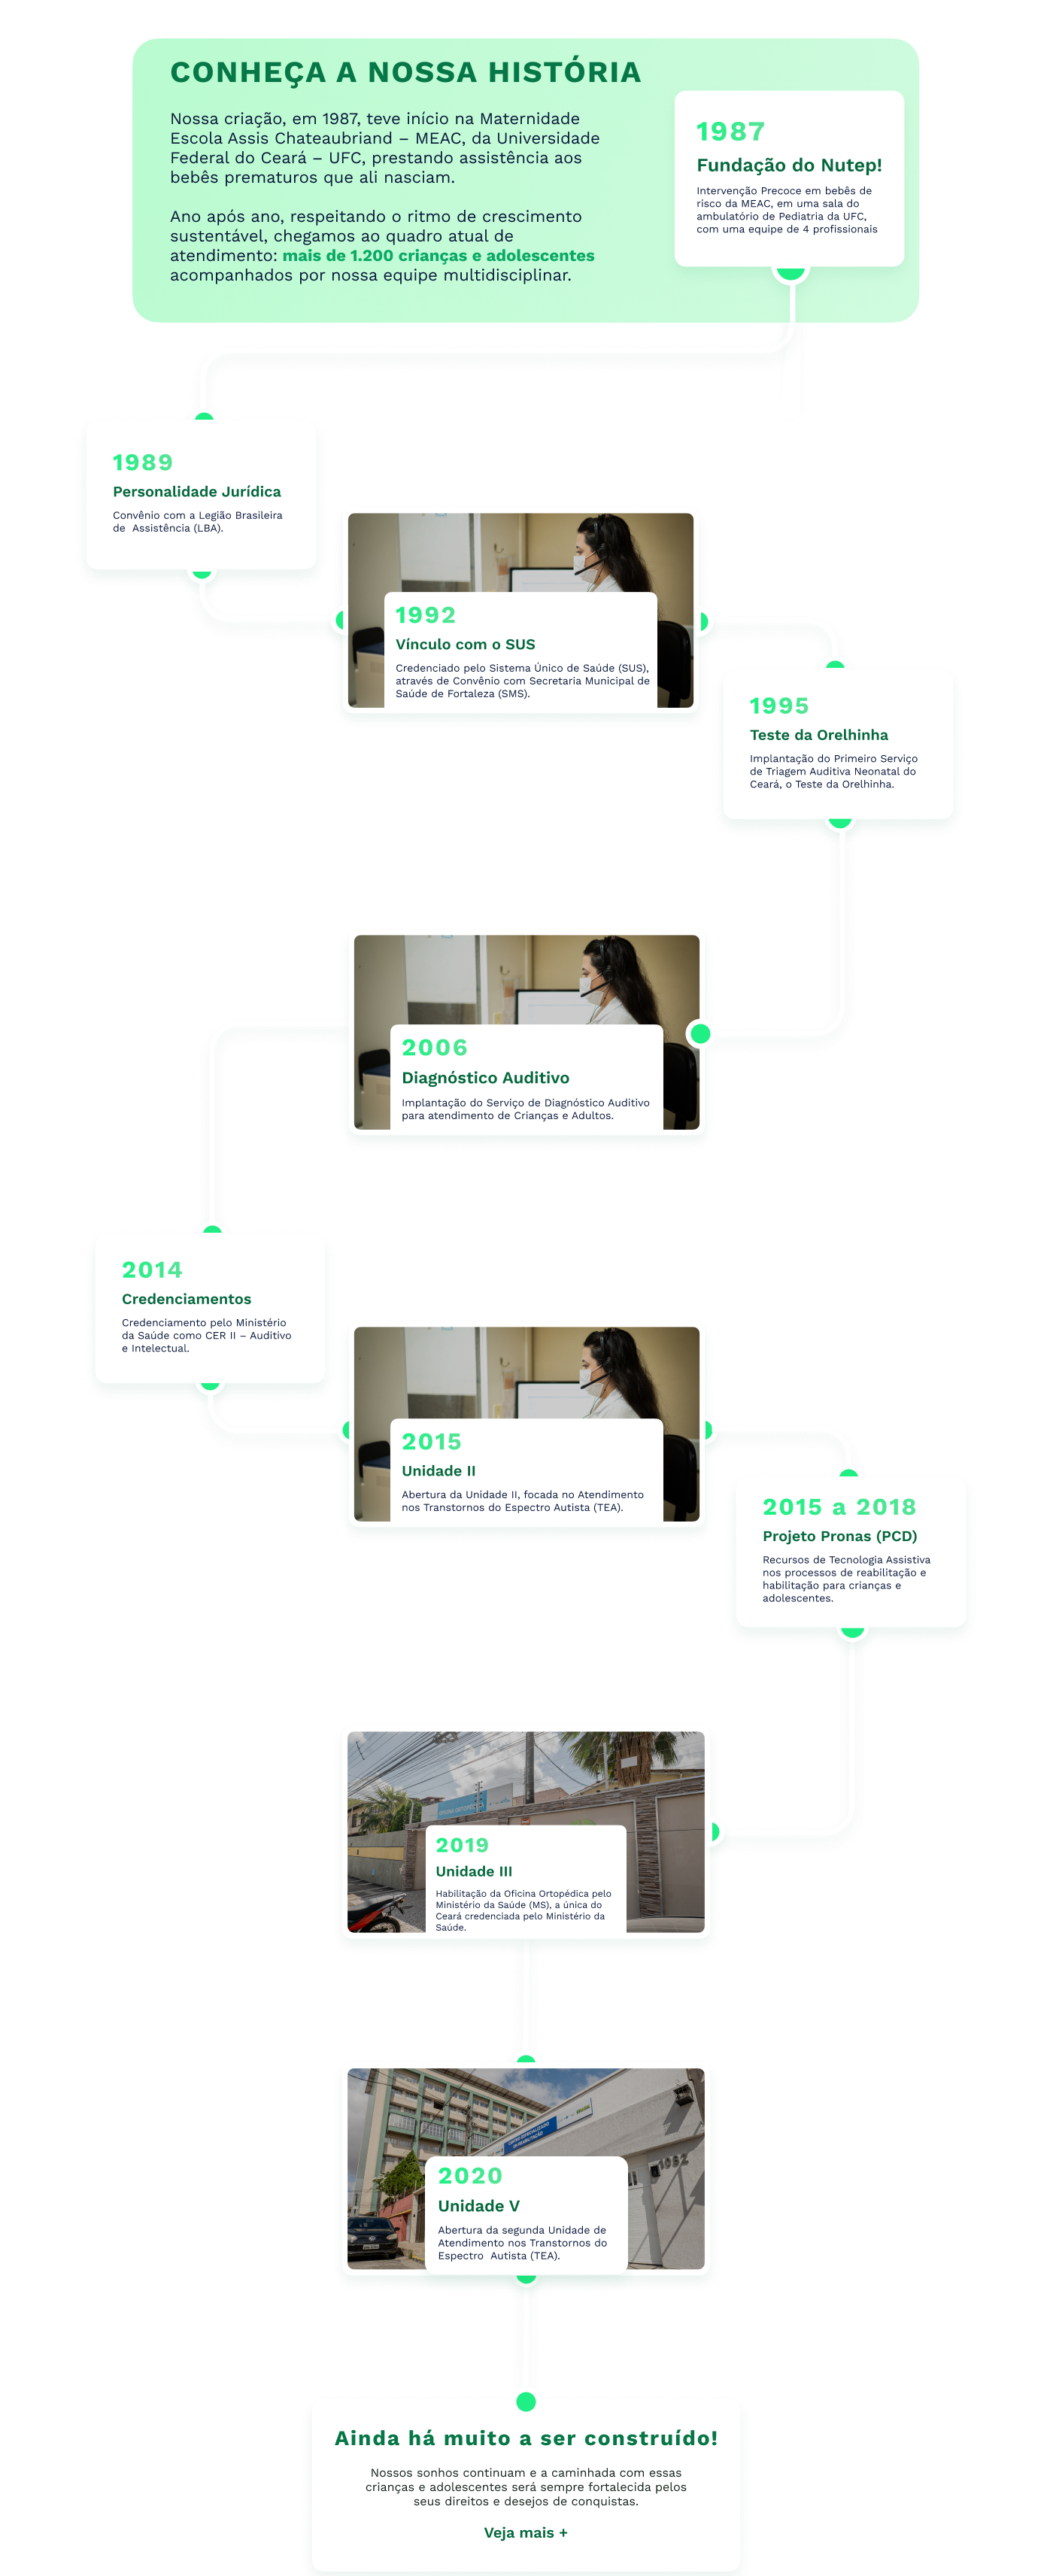 CONHEÇA A NOSSA HISTÓRIA
Nossa criação, em 1987, teve início na Maternidade
Escola Assis Chateaubriand – MEAC, da Universidade
Federal do Ceará – UFC, prestando assistência aos
bebês prematuros que ali nasciam.
Ano após ano, respeitando o ritmo de crescimento
sustentável, chegamos ao quadro atual de
atendimento: mais de 1.200 crianças e adolescentes
acompanhados por nossa equipe multidisciplinar.
1987
Fundação do Nutep!
Intervenção Precoce em bebês de
risco da MEAC, em uma sala do
ambulatório de Pediatria da UFC,
com uma equipe de 4 profissionais
1989
Personalidade Jurídica
Convênio com a Legião Brasileira
de Assistência (LBA).
1992
Vínculo com o SUS
Credenciado pelo Sistema Único de Saúde (SUS),
através de Convênio com Secretaria Municipal de
Saúde de Fortaleza (SMS).
1995
Teste da Orelhinha
Implantação do Primeiro Serviço
de Triagem Auditiva Neonatal do
Ceará, o Teste da Orelhinha.
2006
Diagnóstico Auditivo
Implantação do Serviço de Diagnóstico Auditivo
para atendimento de Crianças e Adultos.
2014
Credenciamentos
Credenciamento pelo Ministério
da Saúde como CER II – Auditivo
e Intelectual.
2015
Unidade II
Abertura da Unidade II, focada no Atendimento
nos Transtornos do Espectro Autista (TEA).
2015 a 2018
Projeto Pronas (PCD)
Recursos de Tecnologia Assistiva
nos processos de reabilitação e
habilitação para crianças e
adolescentes.
2019
Unidade III
Habilitação da Oficina Ortopédica pelo
Ministério da Saúde (MS), a única do
Ceará credenciada pelo Ministério da
Saúde.
CENTRO ESPECIALIZADO
EM REABILITAÇÃO
1082
2020
Unidade V
Abertura da segunda Unidade de
Atendimento nos Transtornos do
Espectro Autista (TEA).
Ainda há muito a ser construído!
Nossos sonhos continuam e a caminhada com essas
crianças e adolescentes será sempre fortalecida pelos
seus direitos e desejos de conquistas.
Veja mais +